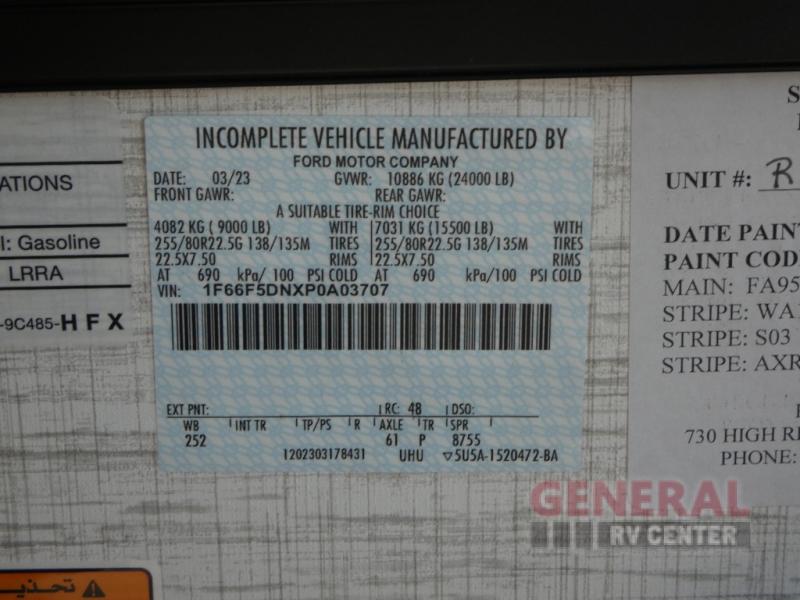 ATIONS
l: Gasoline
LRRA
-9C485-HFX
INCOMPLETE VEHICLE MANUFACTURED BY
FORD MOTOR COMPANY
DATE: 03/23 GVWR: 10886 KG (24000 LB)
FRONT GAWR: REAR GAWR:
A SUITABLE TIRE-RIM CHOICE
4082 KG ( 9000 LB) WITH 7031 KG (15500 LB) WITH
255/80R22.5G 138/135M TIRES 255/80R22.5G 138/135M TIRES
22.5X7.50 RIMS 22.5X7.50 RIMS
AT 690 kPa/ 100 PSI COLD AT 690 kPa/ 100 PSI COLD
VIN: 1F66F5DNXP0A03707
EXT PNT: RC: 48 DSO:
WB INT TR TP/PS R AXLE TR SPR
252 61 P 8755
1202303178431 UHU ▽5U5A-1520472-BA
S
UNIT #: R
DATE PAIN
PAINT COD
MAIN: FA95
STRIPE: WA
STRIPE: S03
STRIPE: AXR
730 HIGH RE
PHONE:
GENERAL
RV CENTER
تحذير